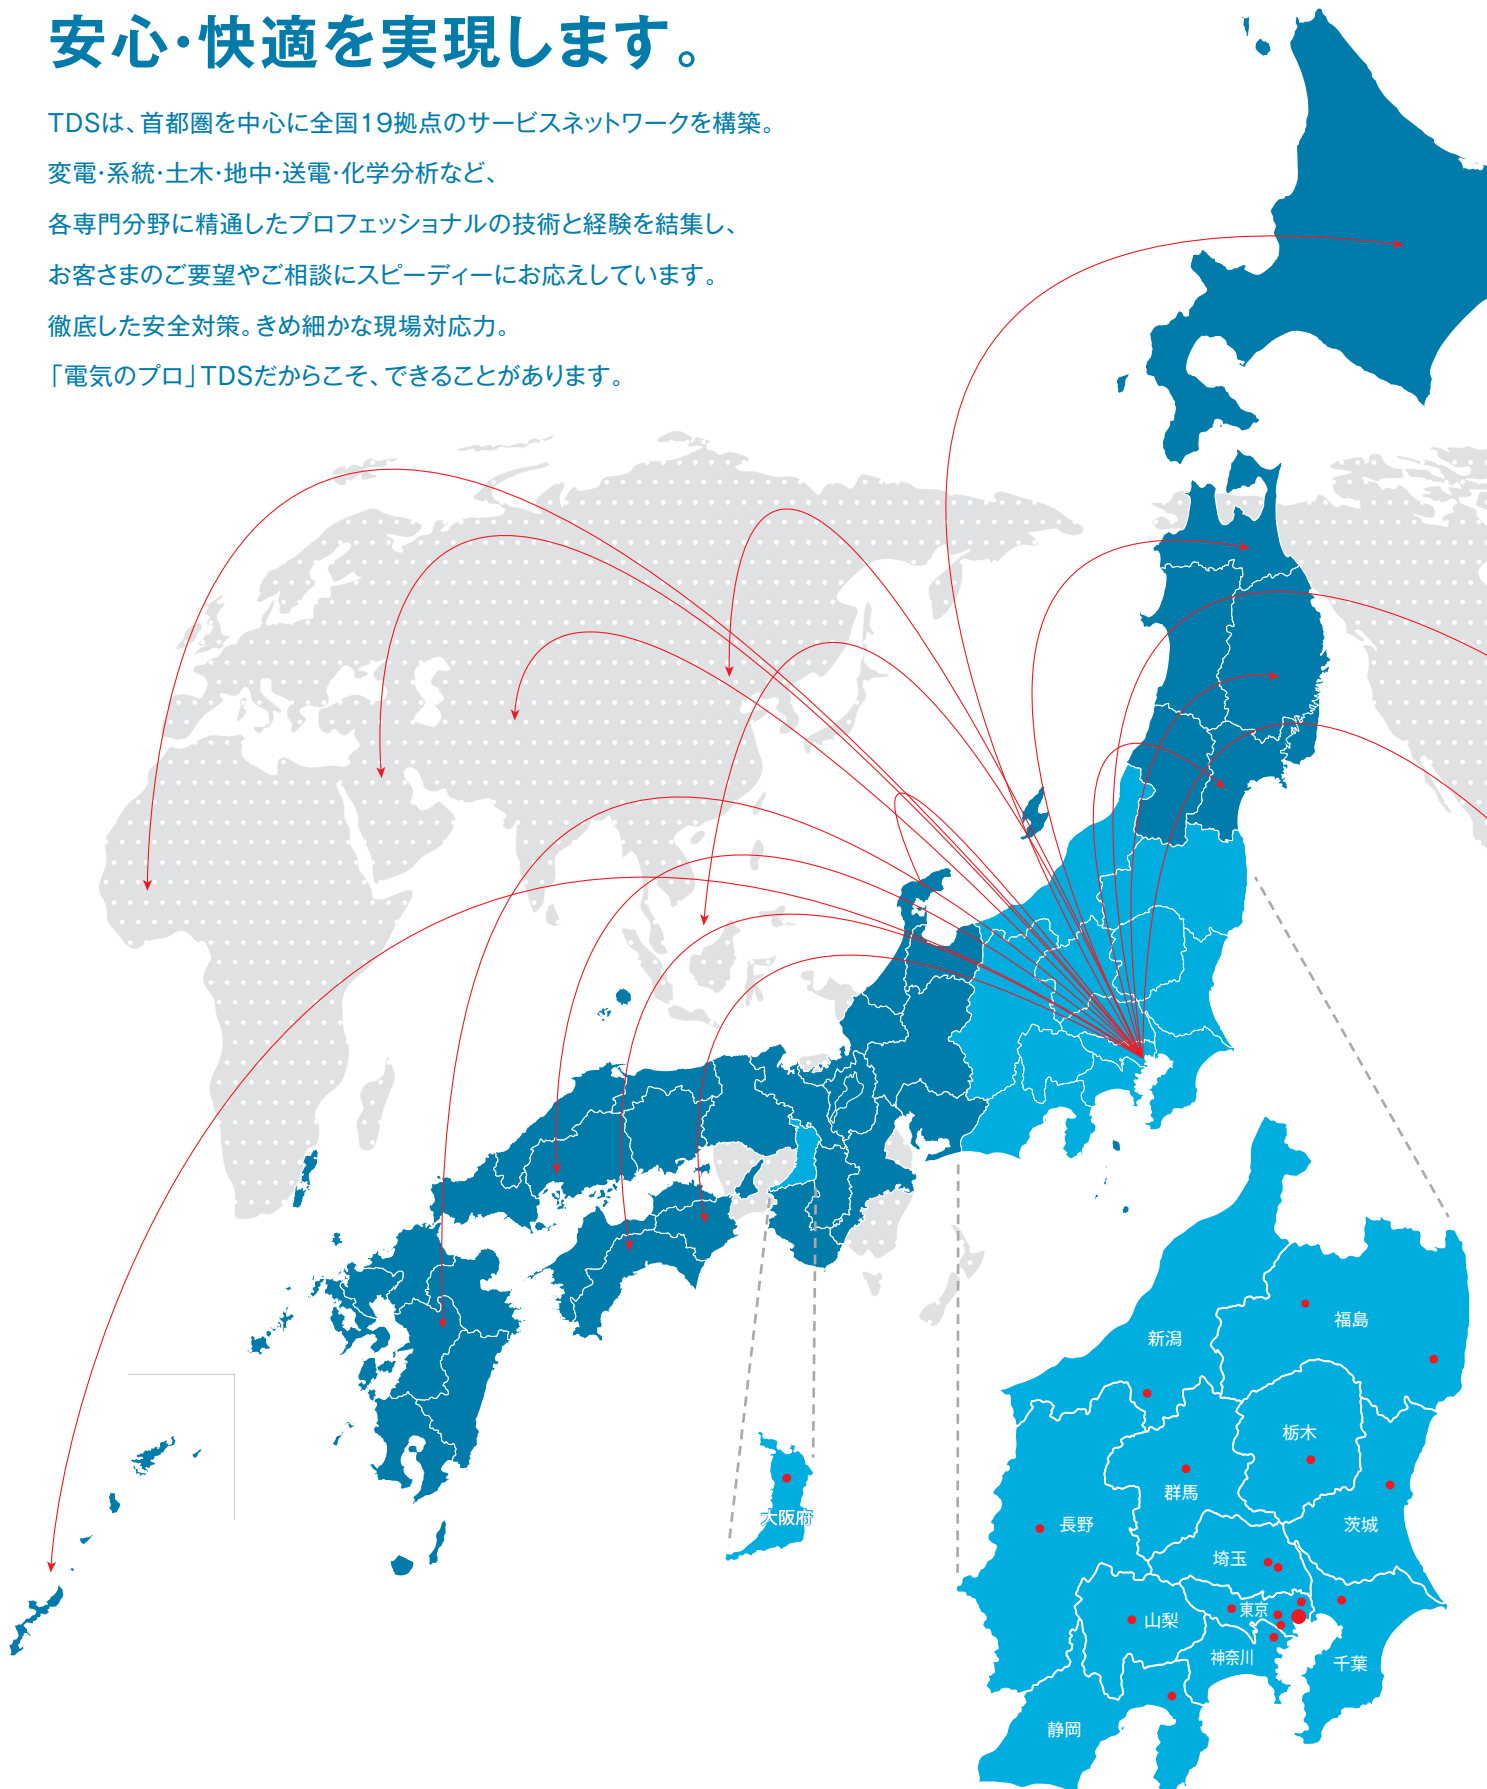 安心・快適を実現します。
TDSは、首都圏を中心に全国19拠点のサービスネットワークを構築。
変電・系統・土木・地中・送電・化学分析など、
各専門分野に精通したプロフェッショナルの技術と経験を結集し、
お客さまのご要望やご相談にスピーディーにお応えしています。
徹底した安全対策。きめ細かな現場対応力。
「電気のプロ」TDSだからこそ、できることがあります。
福島
新潟
栃木
群馬
大阪府
長野
茨城
埼玉
東京
山梨
神奈川
千葉
静岡